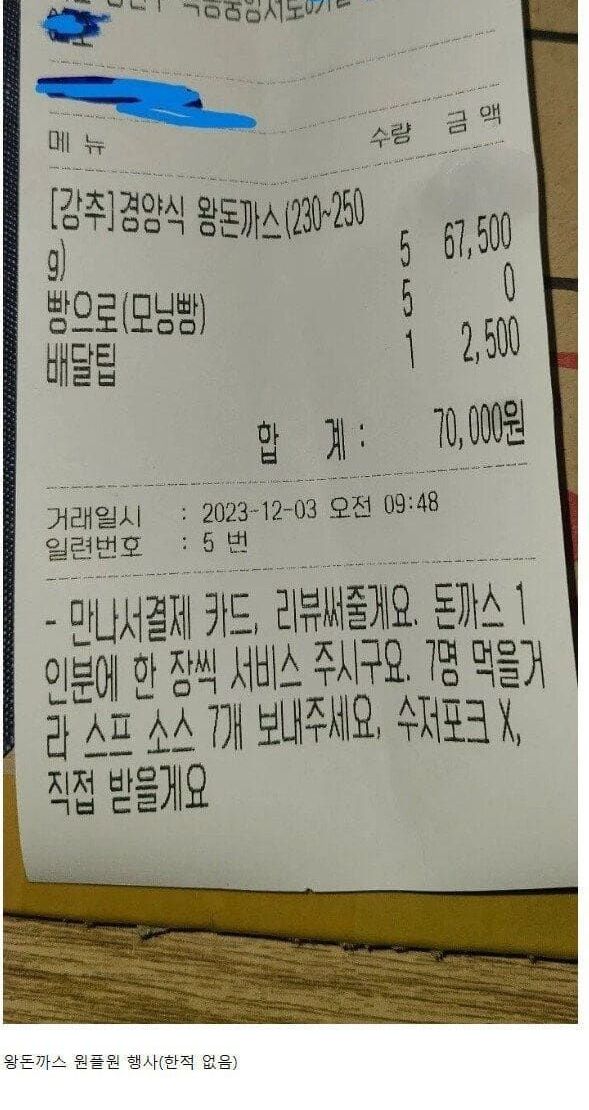 메 뉴 수량 금 액
[강추]경양식 왕돈까스(230~250
g) 5 67,500
빵으로(모닝빵) 5 0
배달팁 1 2,500
합 계 : 70,000원
거래일시 : 2023-12-03 오전 09:48
일련번호 : 5 번
- 만나서결제 카드, 리뷰써줄게요. 돈까스 1
인분에 한 장씩 서비스 주시구요. 7명 먹을거
라 스프 소스 7개 보내주세요, 수저포크 X,
직접 받을게요
왕돈까스 원플원 행사(한적 없음)